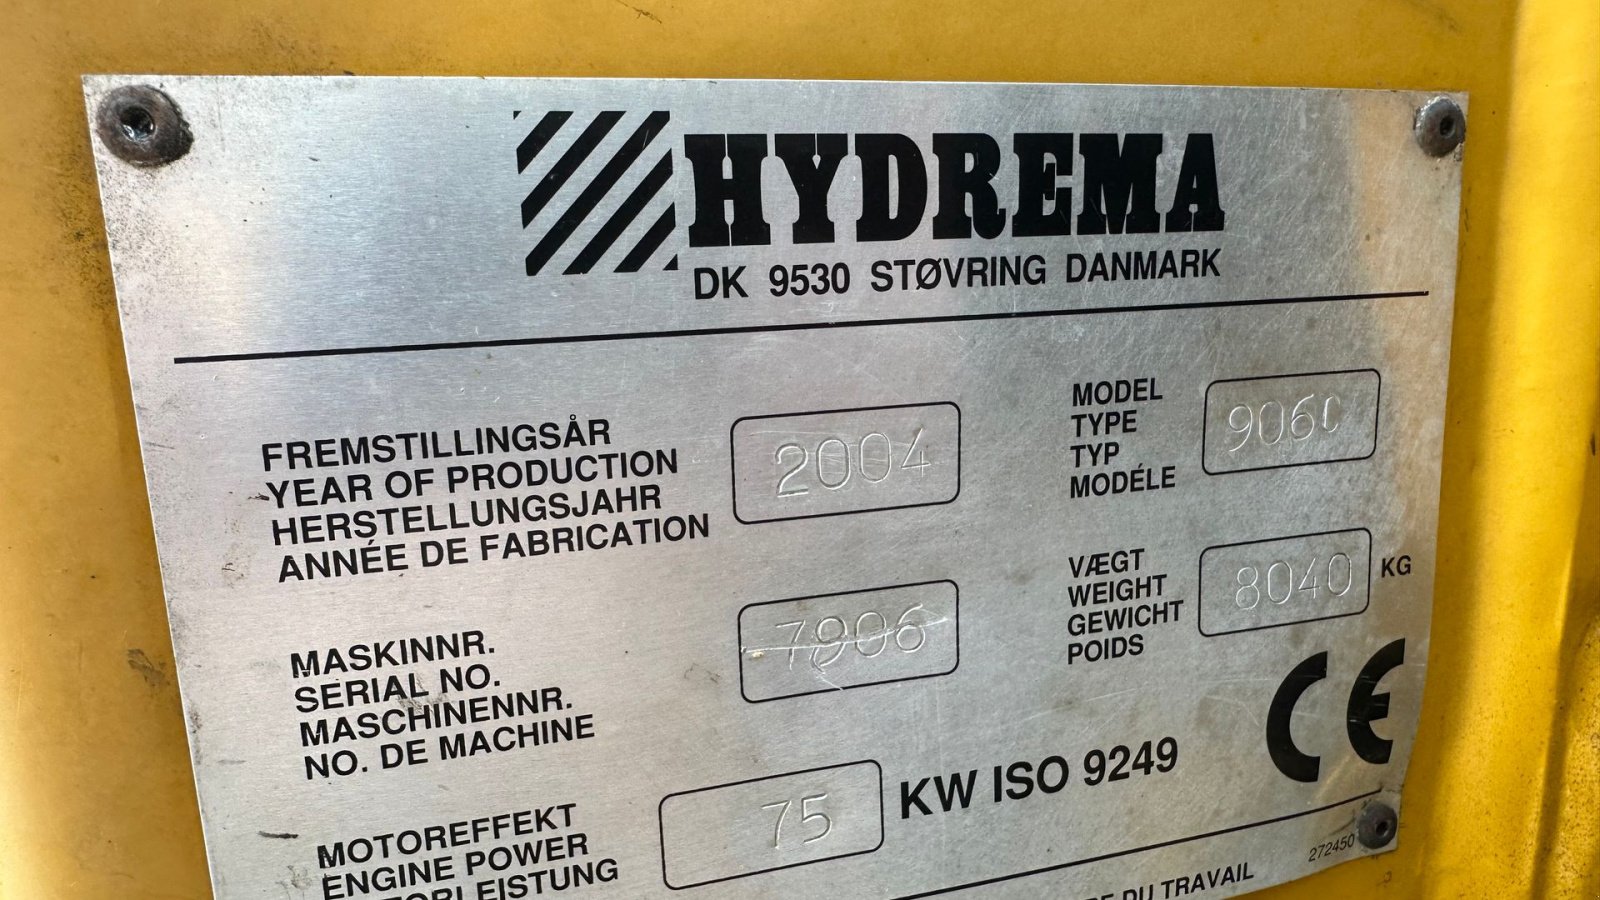 HYDREMA
DK 9530 STØVRING DANMARK
FREMSTILLINGSÅR
YEAR OF PRODUCTION
HERSTELLUNGSJAHR
ANNÉE DE FABRICATION
2004
MODEL
TYPE
TYP
MODÉLE
VÆGT
WEIGHT
GEWICHT
POIDS
8040 KG
MASKINNR.
SERIAL NO.
MASCHINENNR.
NO. DE MACHINE
CE
MOTOREFFEKT
ENGINE POWER
75 KW ISO 9249
272450
DU TRAVAIL